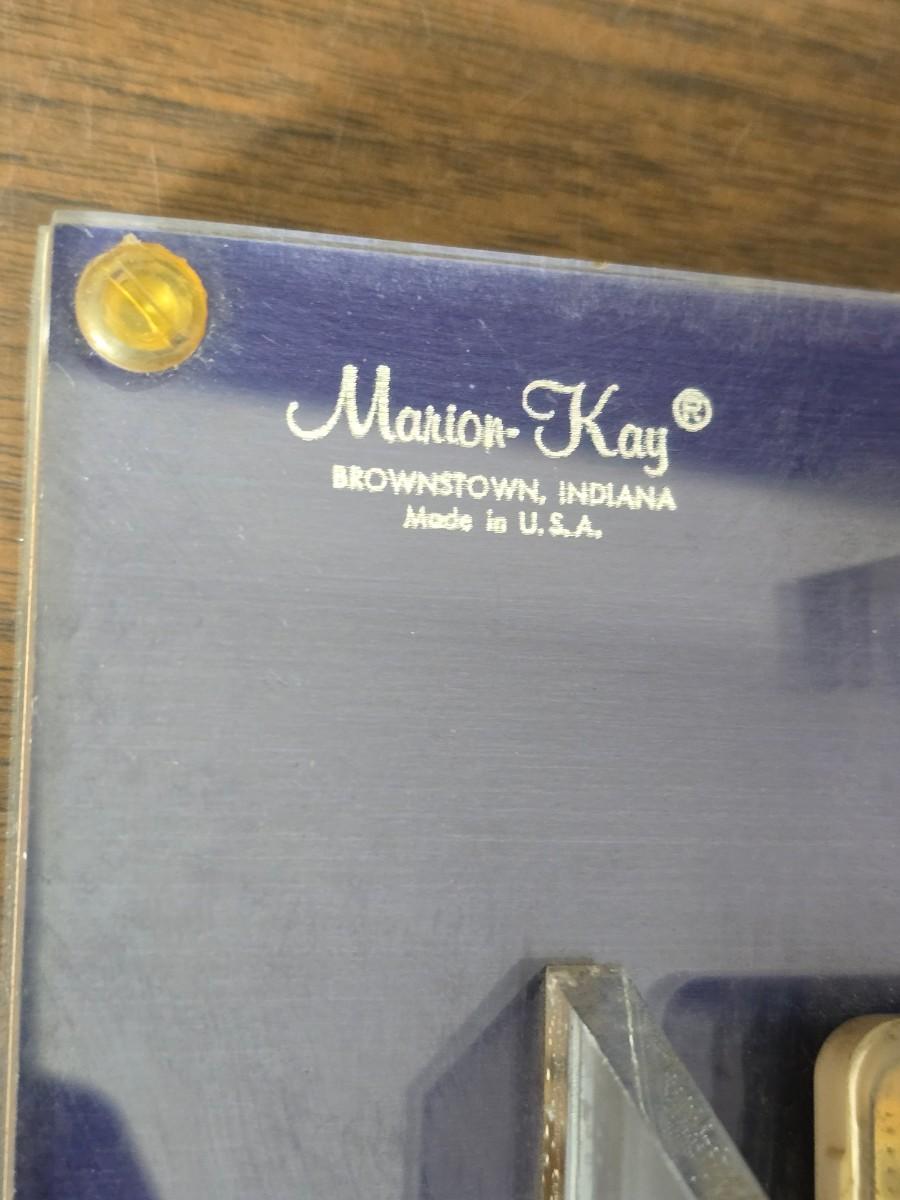 Marion-Kay®
BROWNSTOWN, INDIANA
Made in U.S.A.